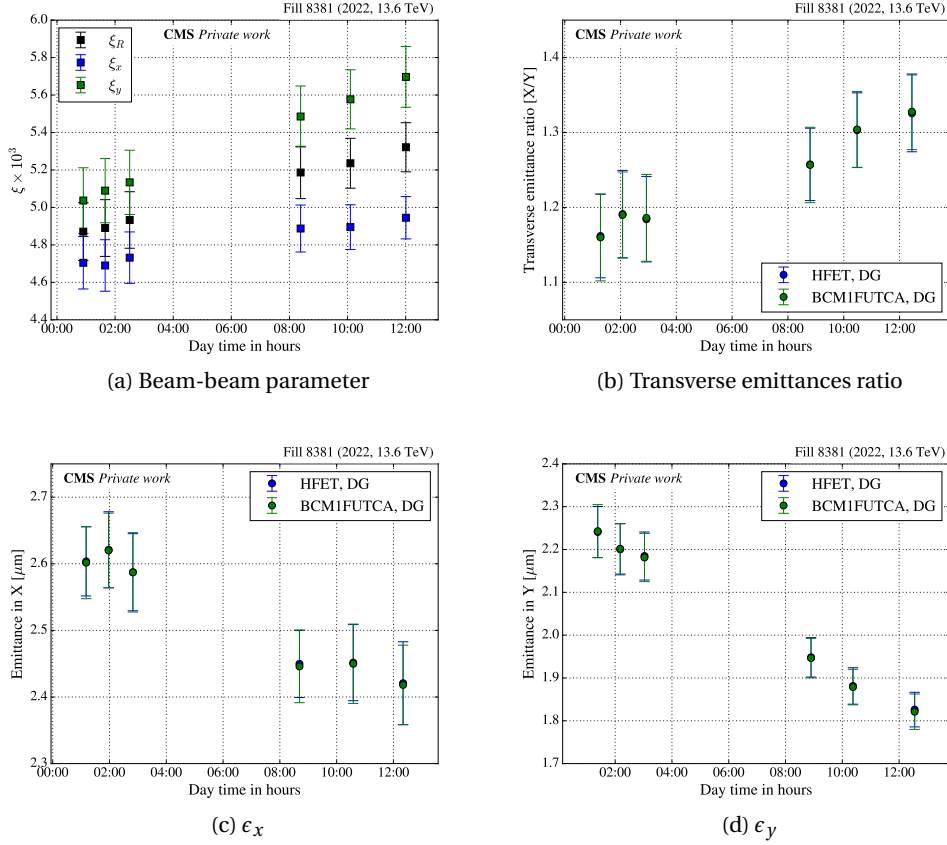 Fill 8381 (2022, 13.6 TeV)
CMS Private work
ξ_R
ξ_x
ξ_y
ξ × 10³
6.0
5.8
5.6
5.4
5.2
5.0
4.8
4.6
4.4
00:00 02:00 04:00 06:00 08:00 10:00 12:00
Day time in hours
(a) Beam-beam parameter
Fill 8381 (2022, 13.6 TeV)
CMS Private work
Transverse emittance ratio [X/Y]
1.4
1.3
1.2
1.1
HFET, DG
BCM1FUTCA, DG
00:00 02:00 04:00 06:00 08:00 10:00 12:00
Day time in hours
(b) Transverse emittances ratio
Fill 8381 (2022, 13.6 TeV)
CMS Private work
HFET, DG
BCM1FUTCA, DG
Emittance in X [μm]
2.7
2.6
2.5
2.4
2.3
00:00 02:00 04:00 06:00 08:00 10:00 12:00
Day time in hours
(c) ϵ_x
Fill 8381 (2022, 13.6 TeV)
CMS Private work
HFET, DG
BCM1FUTCA, DG
Emittance in Y [μm]
2.4
2.3
2.2
2.1
2.0
1.9
1.8
1.7
02:00 04:00 06:00 08:00 10:00 12:00
Day time in hours
(d) ϵ_y